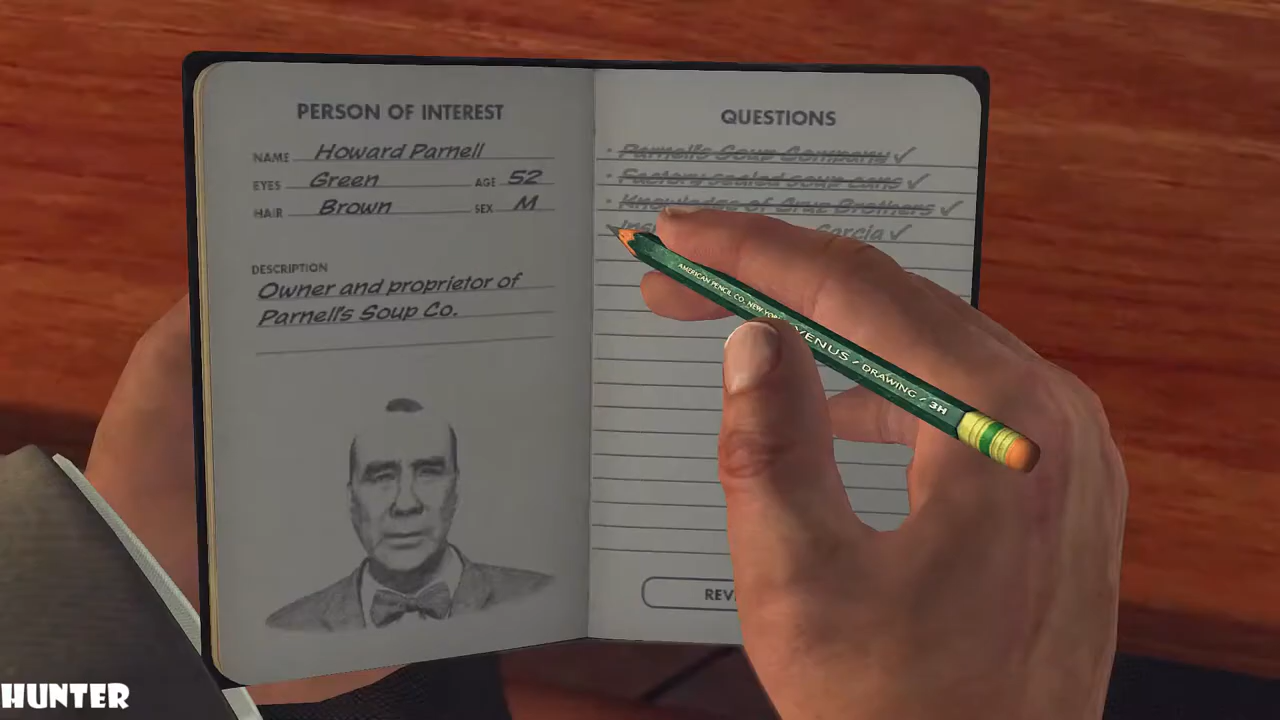 PERSON OF INTEREST
NAME Howard Parnell
EYES Green AGE 52
HAIR Brown SEX M
DESCRIPTION
Owner and proprietor of
Parnell's Soup Co.
QUESTIONS
• Parnell's Soup Company ✓
• Factory sealed soup cans ✓
• Knowledge of Cruz Brothers ✓
Garcia ✓
AMERICAN PENCIL CO. NEW YORK
VENUS / DRAWING / 3H
HUNTER